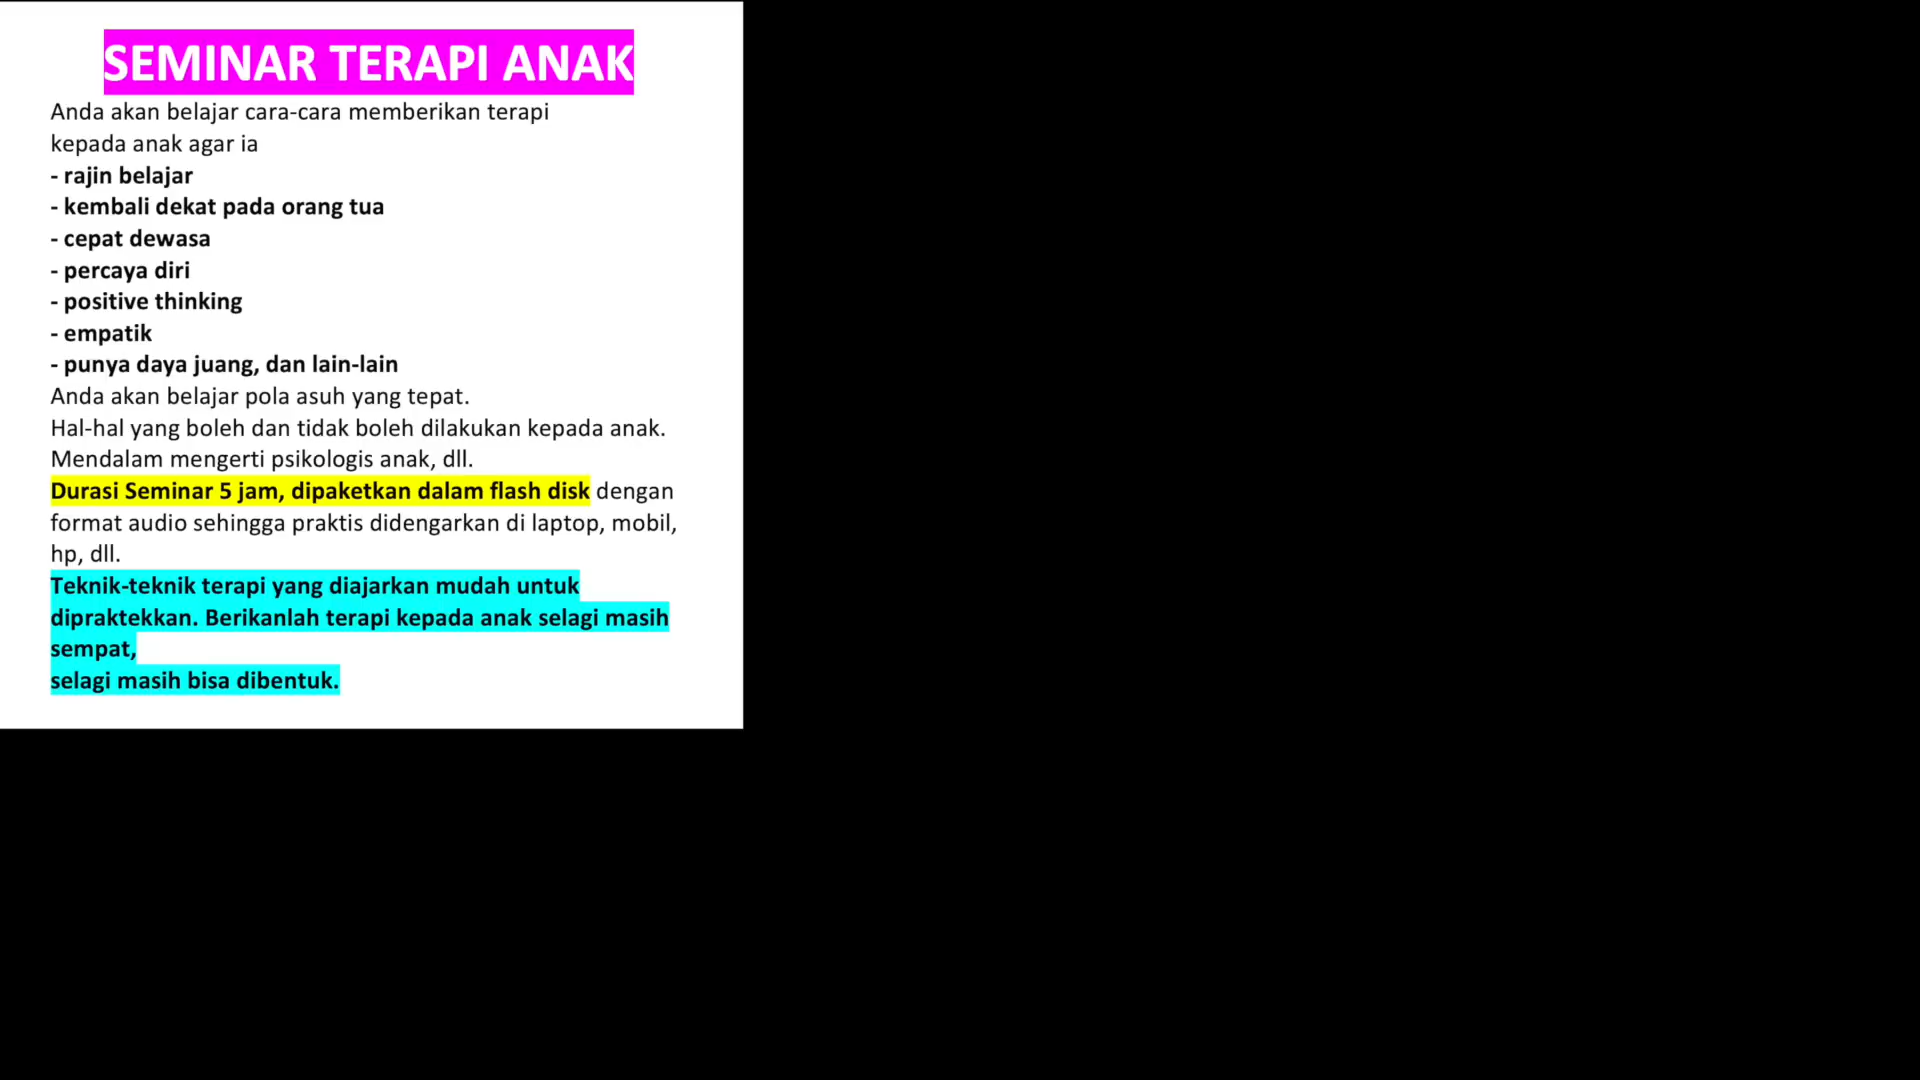 SEMINAR TERAPI ANAK
Anda akan belajar cara-cara memberikan terapi
kepada anak agar ia
- rajin belajar
- kembali dekat pada orang tua
- cepat dewasa
- percaya diri
- positive thinking
- empatik
- punya daya juang, dan lain-lain
Anda akan belajar pola asuh yang tepat.
Hal-hal yang boleh dan tidak boleh dilakukan kepada anak.
Mendalam mengerti psikologis anak, dll.
Durasi Seminar 5 jam, dipaketkan dalam flash disk dengan
format audio sehingga praktis didengarkan di laptop, mobil,
hp, dll.
Teknik-teknik terapi yang diajarkan mudah untuk
dipraktekkan. Berikanlah terapi kepada anak selagi masih
sempat,
selagi masih bisa dibentuk.